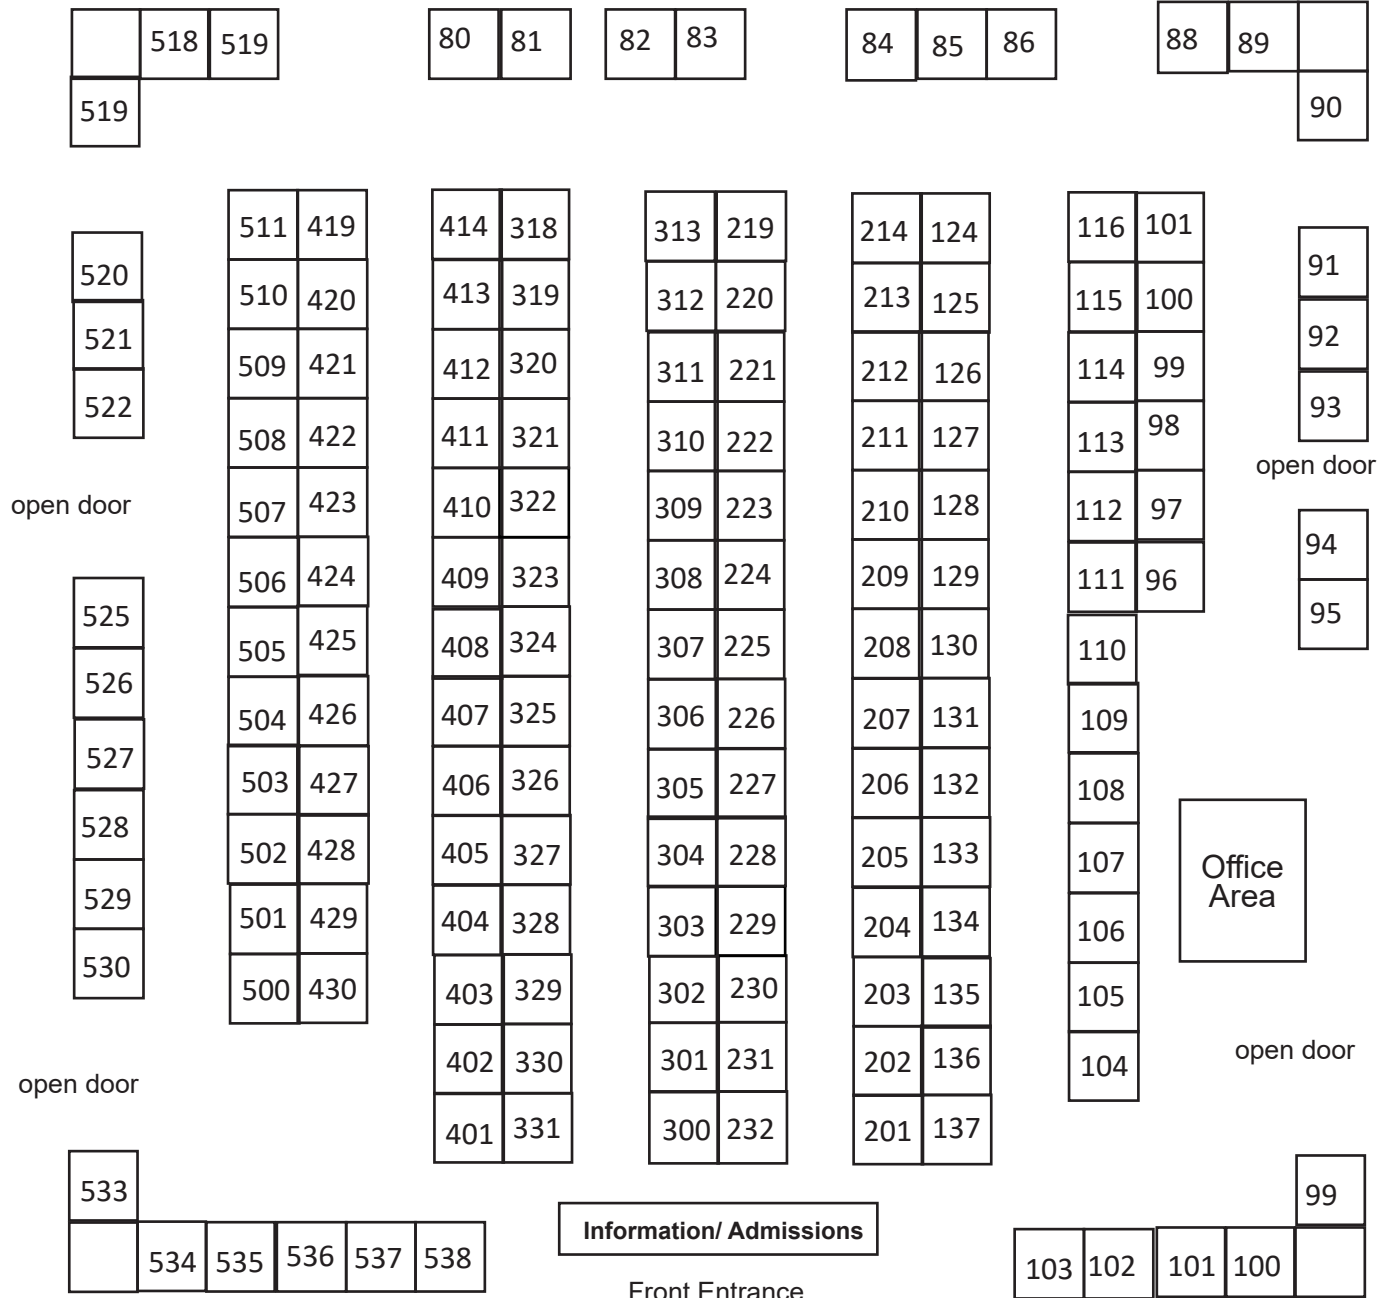 518 519 80 81 82 83 84 85 86 88 89
519 90
511 419 414 318 313 219 214 124 116 101
520 510 420 413 319 312 220 213 125 115 100 91
521 509 421 412 320 311 221 212 126 114 99 92
522 508 422 411 321 310 222 211 127 113 98 93
open door 507 423 410 322 309 223 210 128 112 97 open door
506 424 409 323 308 224 209 129 111 96 94
525 505 425 408 324 307 225 208 130 110 95
526 504 426 407 325 306 226 207 131 109
527 503 427 406 326 305 227 206 132 108
528 502 428 405 327 304 228 205 133 107 Office
Area
529 501 429 404 328 303 229 204 134 106
530 500 430 403 329 302 230 203 135 105
open door 402 330 301 231 202 136 104 open door
401 331 300 232 201 137
533 99
Information/ Admissions
534 535 536 537 538 103 102 101 100
Front Entrance